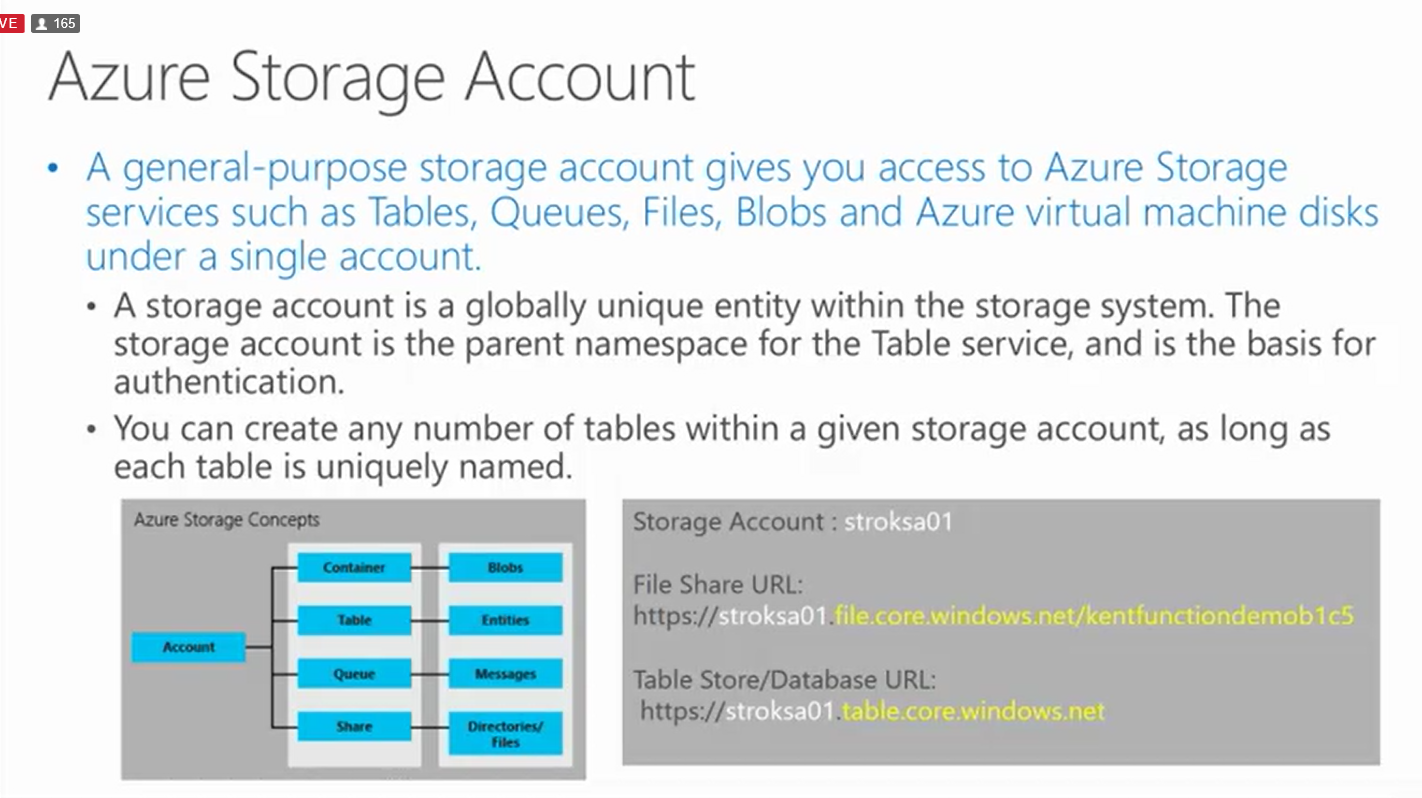 VE 165
Azure Storage Account
• A general-purpose storage account gives you access to Azure Storage
services such as Tables, Queues, Files, Blobs and Azure virtual machine disks
under a single account.
• A storage account is a globally unique entity within the storage system. The
storage account is the parent namespace for the Table service, and is the basis for
authentication.
• You can create any number of tables within a given storage account, as long as
each table is uniquely named.
Azure Storage Concepts
Account
Container
Blobs
Table
Entities
Queue
Messages
Share
Directories/
Files
Storage Account : stroksa01
File Share URL:
https://stroksa01.file.core.windows.net/kentfunctiondemob1c5
Table Store/Database URL:
https://stroksa01.table.core.windows.net